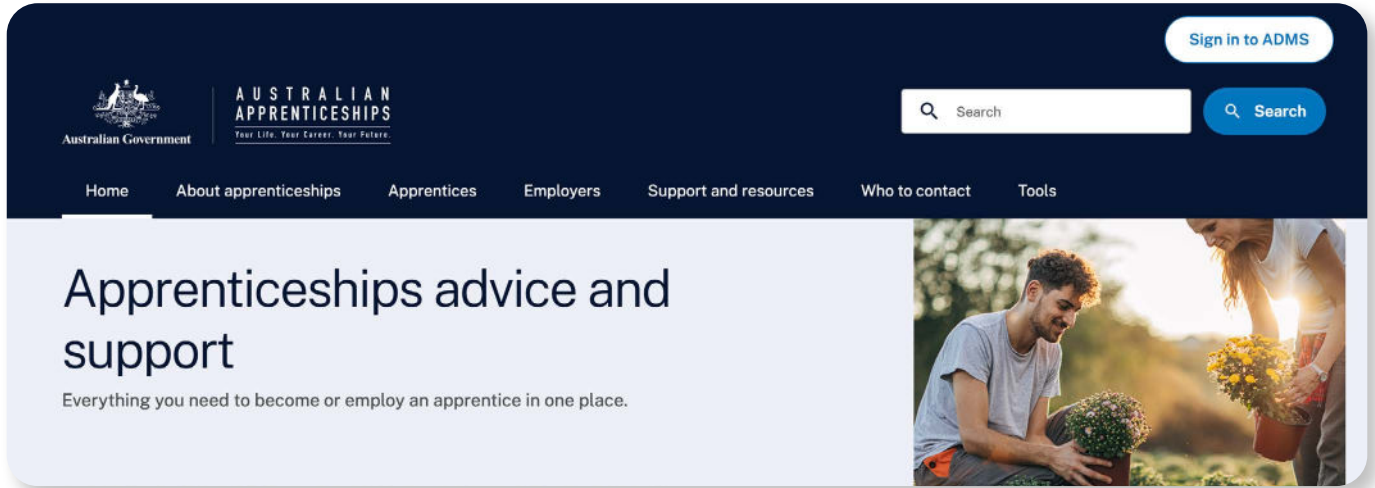 Sign in to ADMS
Australian Government
AUSTRALIAN
APPRENTICESHIPS
Your Life. Your Career. Your Future.
Search
Search
Home About apprenticeships Apprentices Employers Support and resources Who to contact Tools
Apprenticeships advice and
support
Everything you need to become or employ an apprentice in one place.